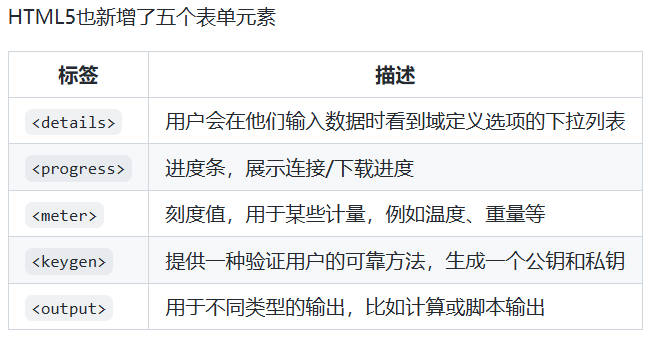 HTML5也新增了五个表单元素
标签 描述
<details> 用户会在他们输入数据时看到域定义选项的下拉列表
<progress> 进度条，展示连接/下载进度
<meter> 刻度值，用于某些计量，例如温度、重量等
<keygen> 提供一种验证用户的可靠方法，生成一个公钥和私钥
<output> 用于不同类型的输出，比如计算或脚本输出